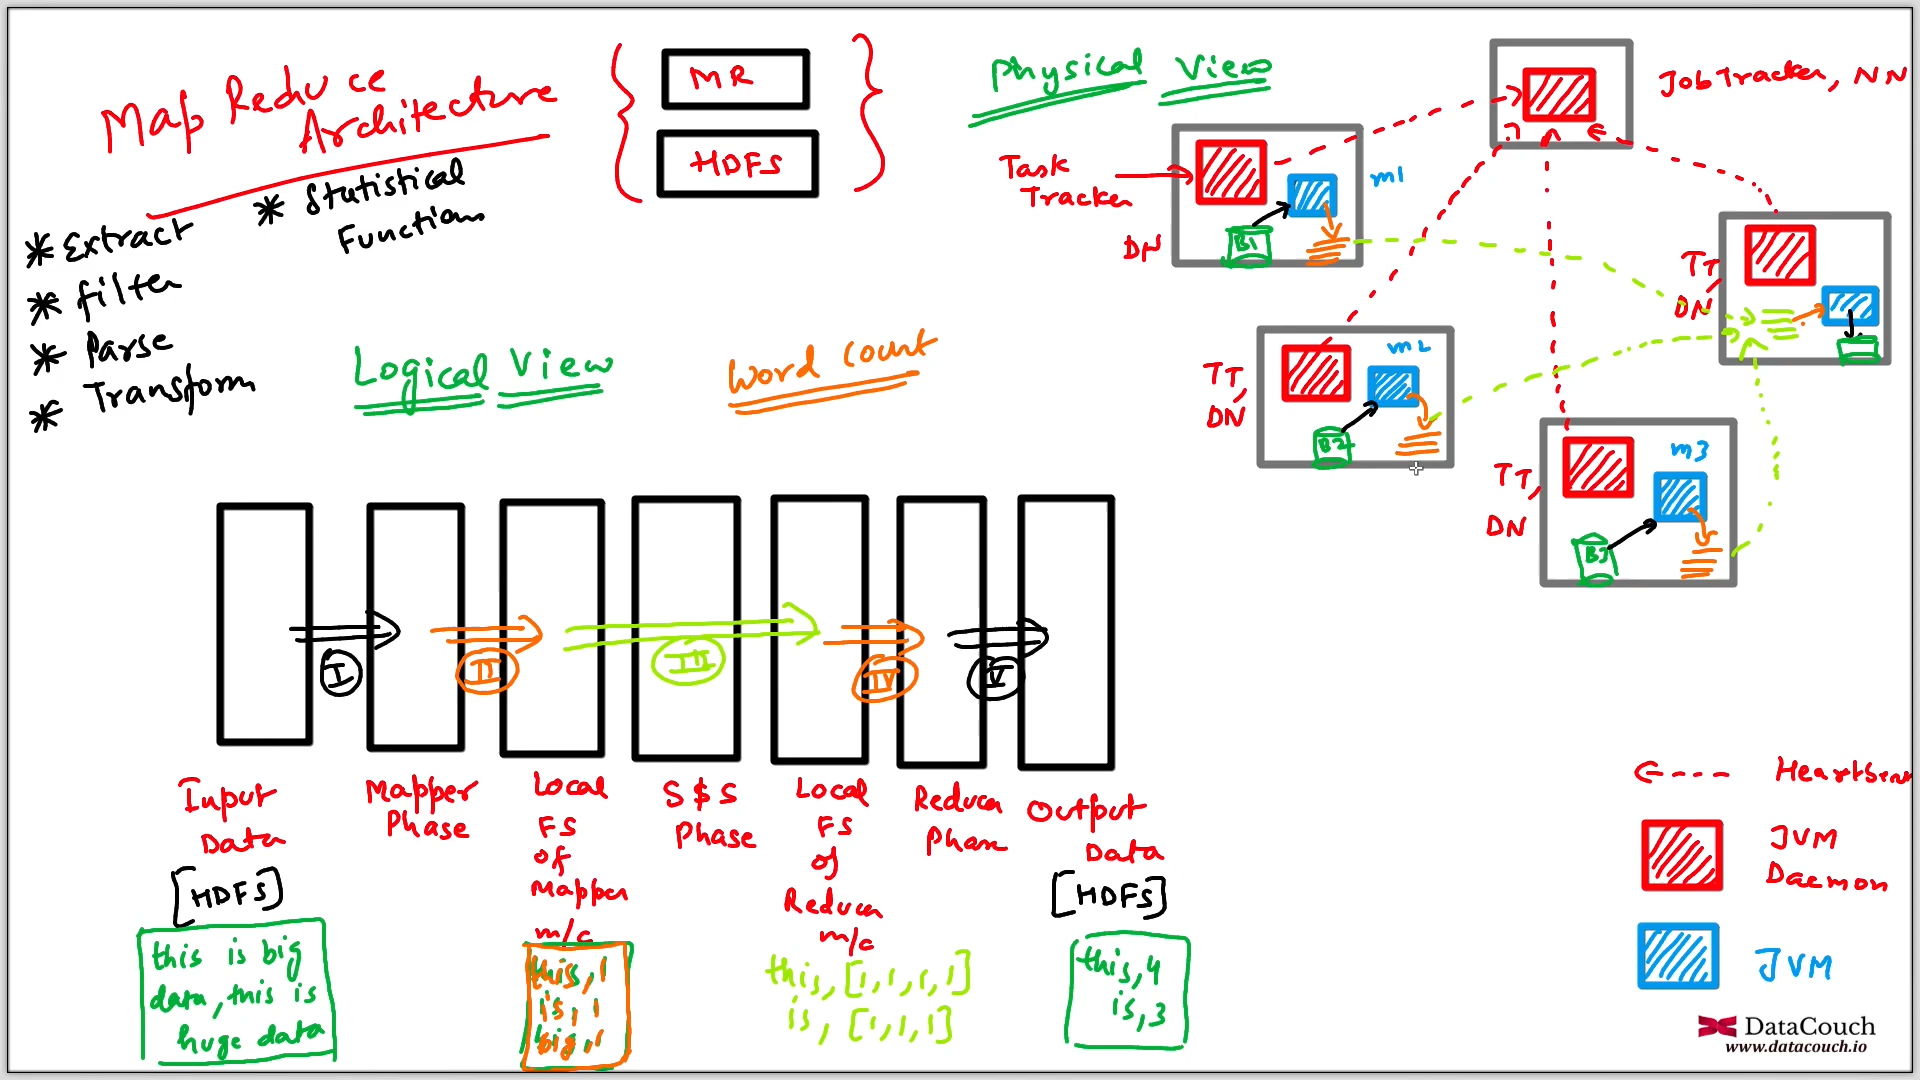 Map Reduce
Architecture
* Extract
* filter
* Parse
* Transform
* Statistical
Functions
MR
HDFS
Logical View
Word Count
Physical View
JobTracker, NN
Task
Tracker
DN
m1
B1
TT,
DN
m2
B2
TT,
DN
m3
B3
TT,
DN
I
II
III
IV
V
Input
Data
[HDFS]
this is big
data, this is
huge data
Mapper
Phase
Local
FS
of
Mapper
m/c
this, 1
is, 1
big, 1
S$S
Phase
Local
FS
of
Reducer
m/c
this, [1,1,1,1]
is, [1,1,1]
Reducer
Phase
Output
Data
[HDFS]
this, 4
is, 3
JVM
Daemon
JVM
DataCouch
www.datacouch.io